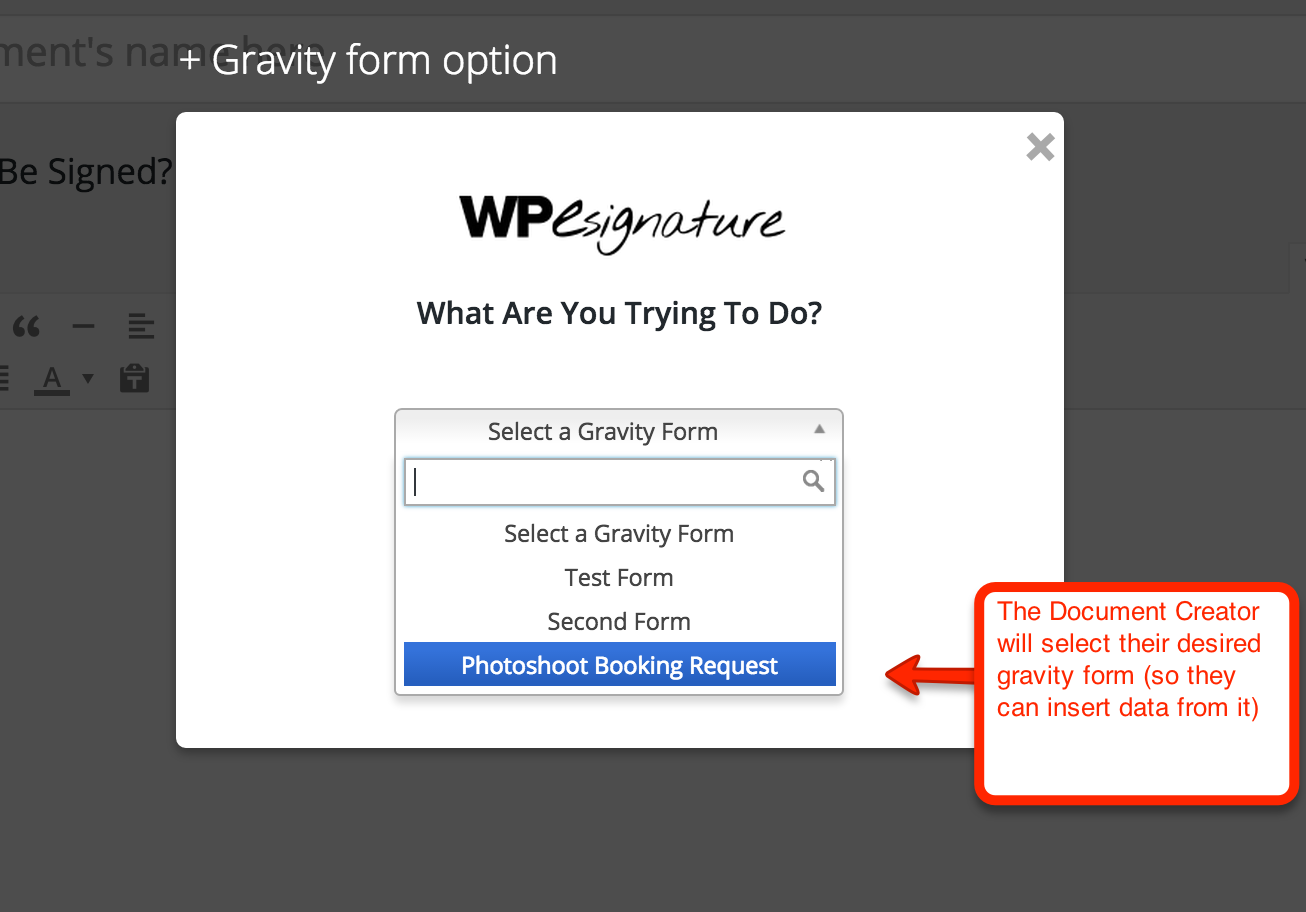 ment's name here
+ Gravity form option
Be Signed?
WPesignature
What Are You Trying To Do?
Select a Gravity Form
Select a Gravity Form
Test Form
Second Form
Photoshoot Booking Request
The Document Creator
will select their desired
gravity form (so they
can insert data from it)